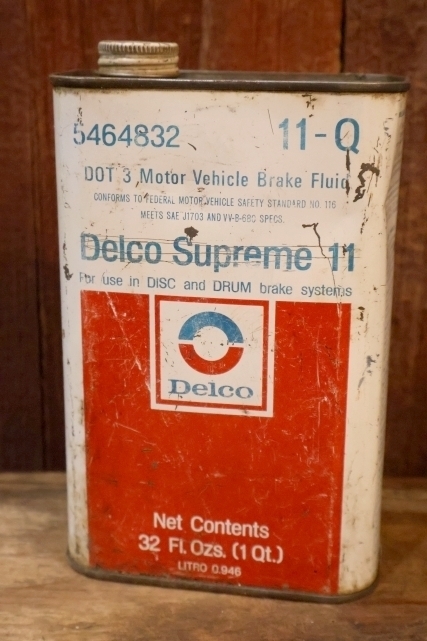 5464832 11-Q
DOT 3 Motor Vehicle Brake Fluid
CONFORMS TO FEDERAL MOTOR VEHICLE SAFETY STANDARD NO. 116
MEETS SAE J1703 AND VV-B-680 SPECS.
Delco Supreme 11
For use in DISC and DRUM brake systems
Delco
Net Contents
32 Fl. Ozs. (1 Qt.)
LITRO 0.946